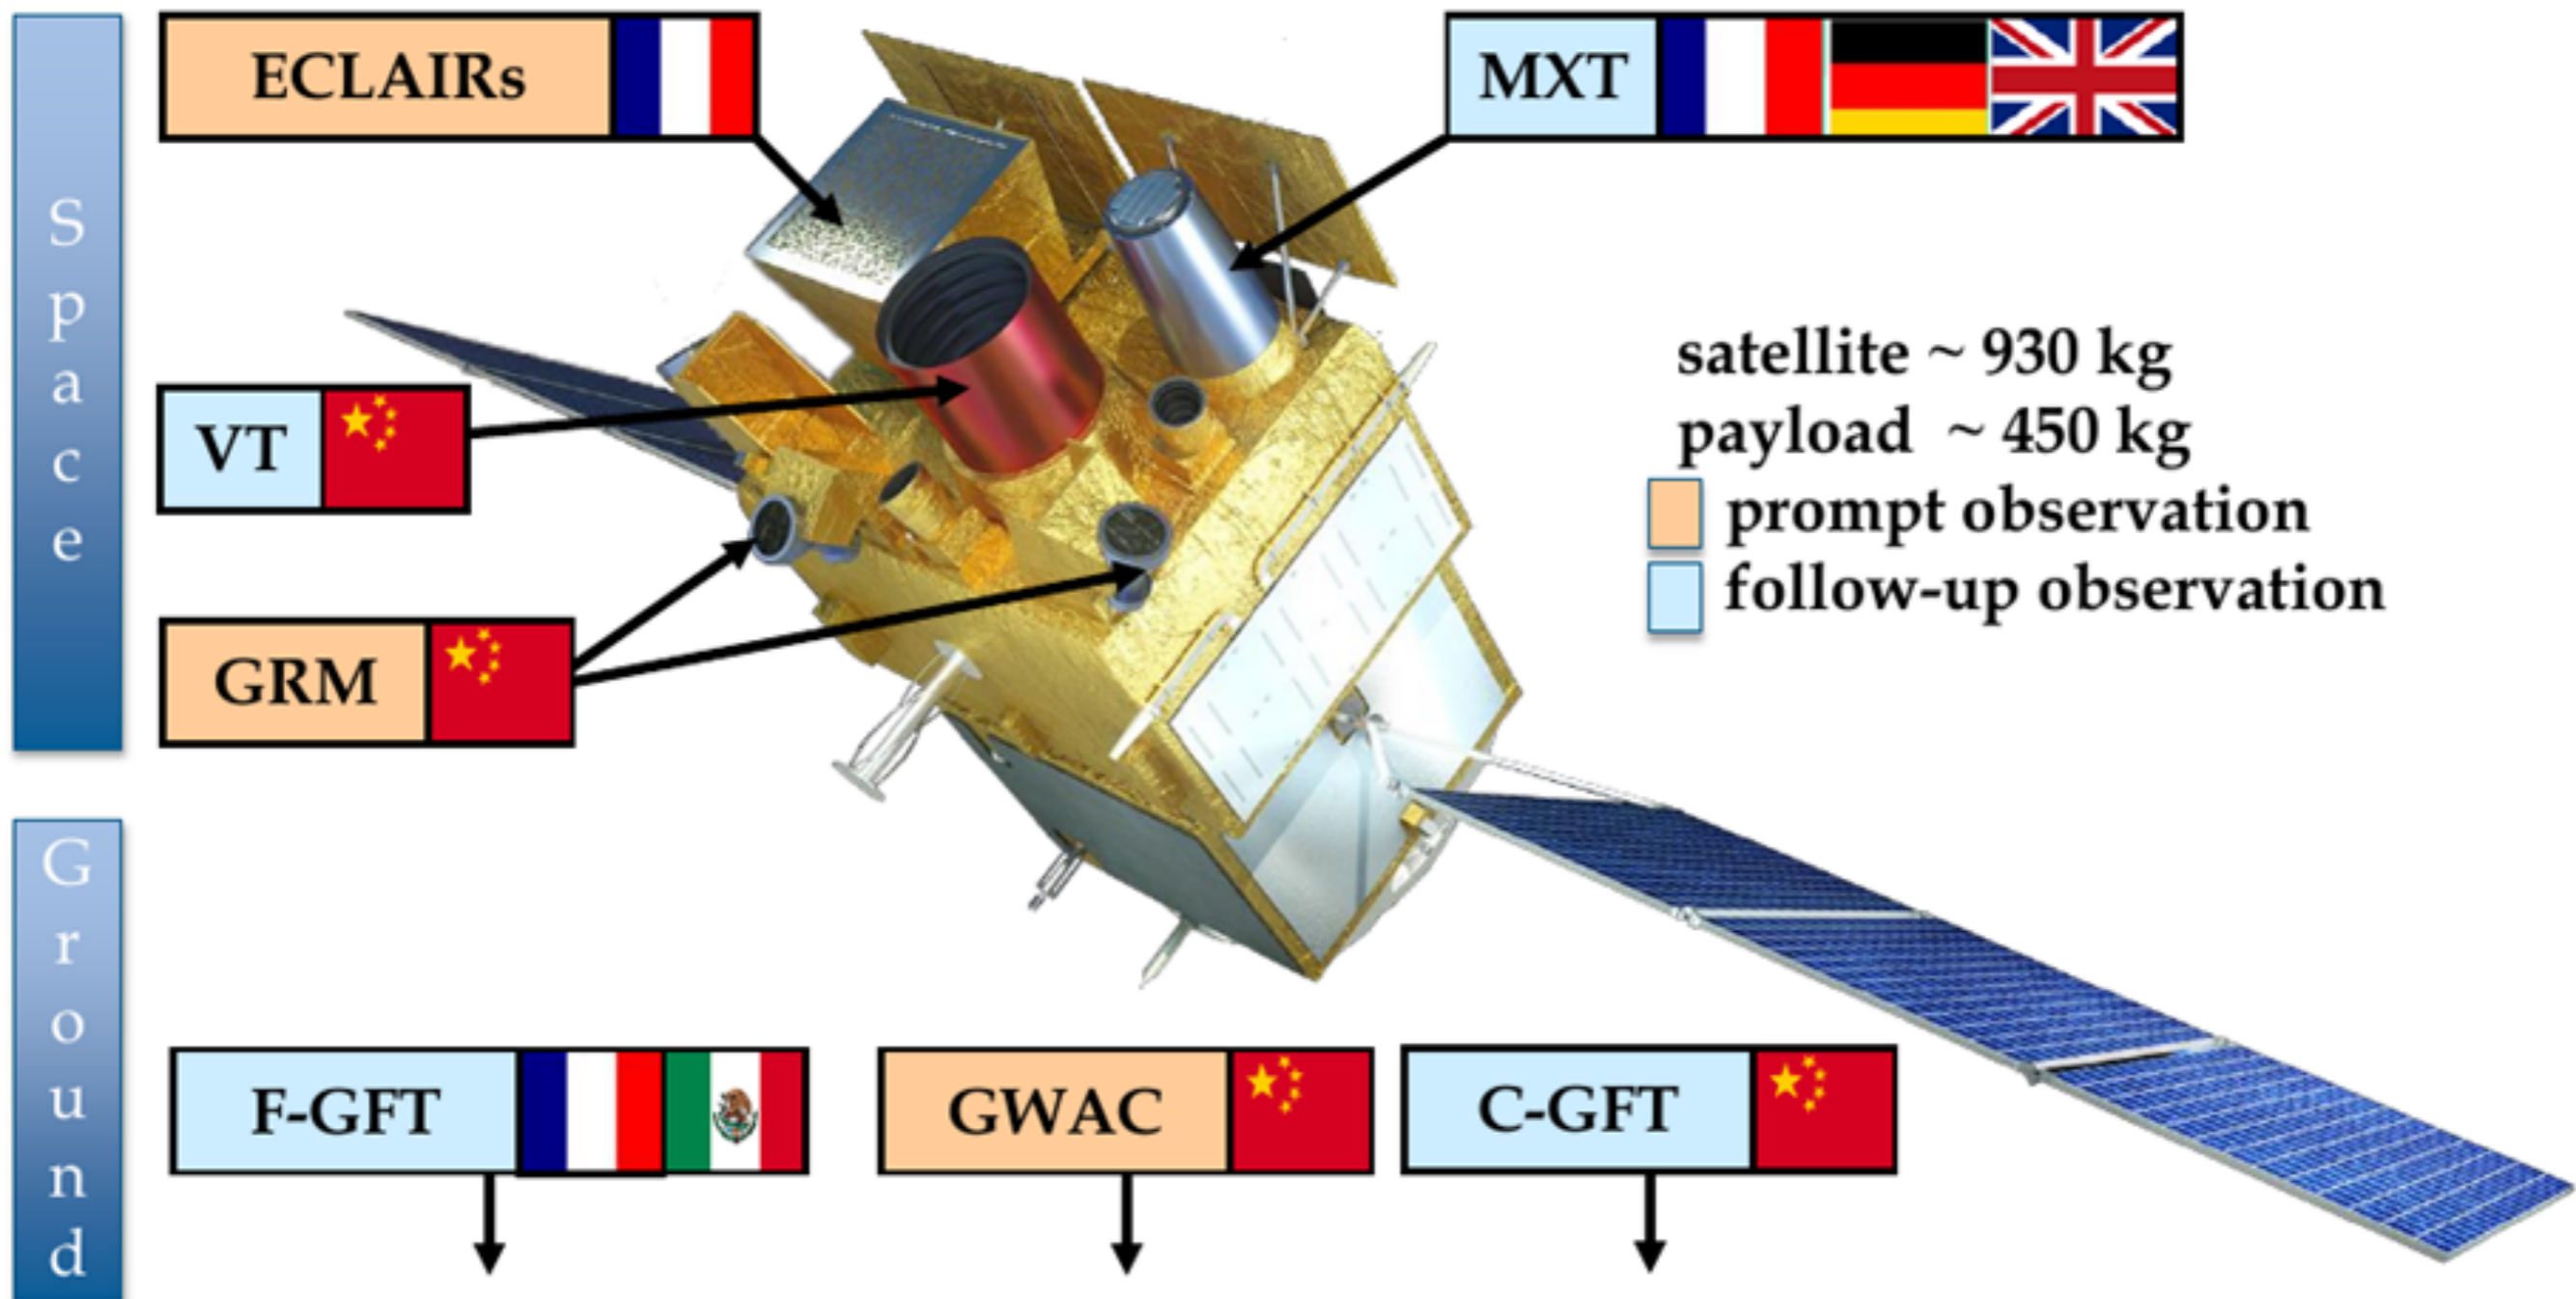 Space
ECLAIRs
MXT
VT
GRM
satellite ~ 930 kg
payload ~ 450 kg
prompt observation
follow-up observation
Ground
F-GFT
GWAC
C-GFT